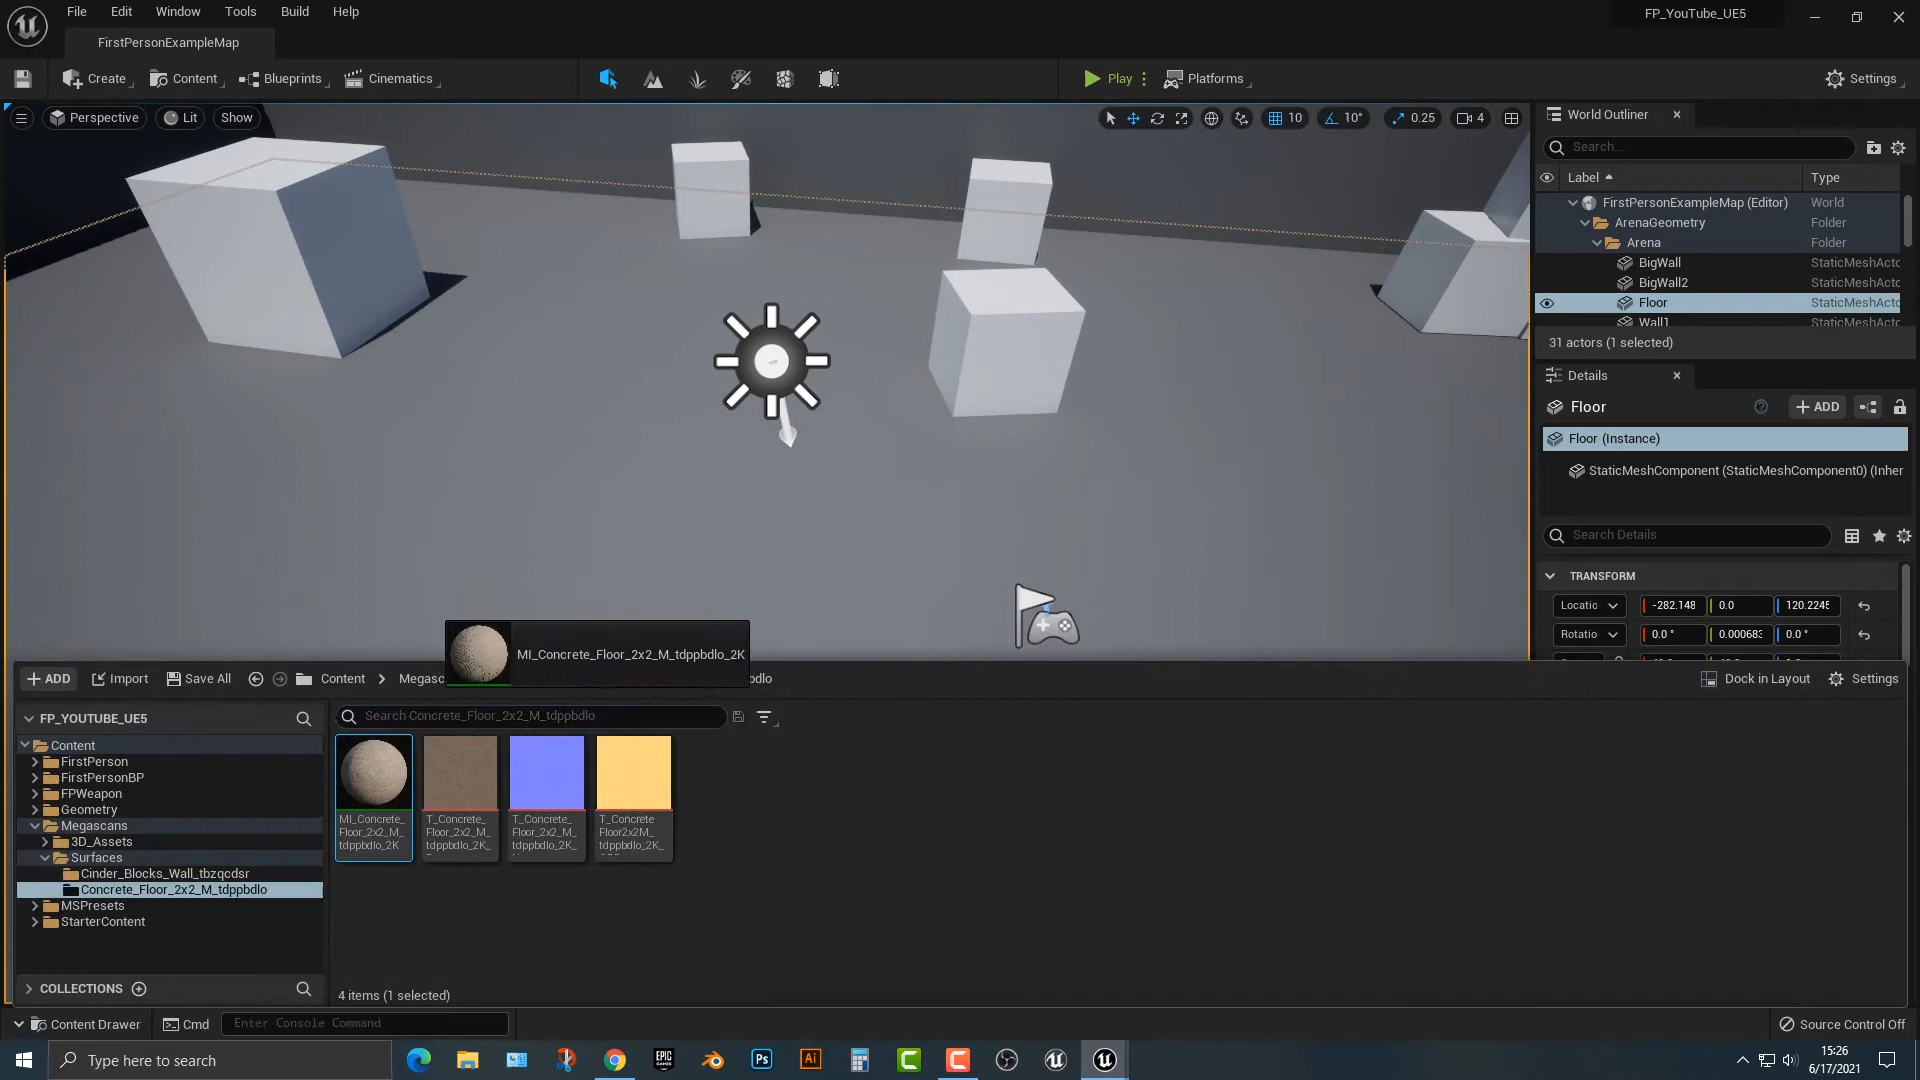 File Edit Window Tools Build Help
FP_YouTube_UE5
FirstPersonExampleMap
Create Content Blueprints Cinematics Play Platforms Settings
Perspective Lit Show 10 10° 0.25 4
World Outliner
Search...
Label Type
FirstPersonExampleMap (Editor) World
ArenaGeometry Folder
Arena Folder
BigWall StaticMeshActo
BigWall2 StaticMeshActo
Floor StaticMeshActo
Wall1 StaticMeshActo
31 actors (1 selected)
Details
Floor + ADD
Floor (Instance)
StaticMeshComponent (StaticMeshComponent0) (Inher
Search Details
TRANSFORM
Locatio -282.148 0.0 120.2245
Rotatio 0.0 ° 0.000683 0.0 °
MI_Concrete_Floor_2x2_M_tdppbdlo_2K
+ ADD Import Save All Content Megasc bdlo Dock in Layout Settings
FP_YOUTUBE_UE5
Search Concrete_Floor_2x2_M_tdppbdlo
Content
FirstPerson
FirstPersonBP
FPWeapon
Geometry
Megascans
3D_Assets
Surfaces
Cinder_Blocks_Wall_tbzqcdsr
Concrete_Floor_2x2_M_tdppbdlo
MSPresets
StarterContent
MI_Concrete_
Floor_2x2_M_
tdppbdlo_2K
T_Concrete_
Floor_2x2_M_
tdppbdlo_2K_
T_Concrete_
Floor_2x2_M_
tdppbdlo_2K_
T_Concrete
Floor2x2M_
tdppbdlo_2K_
COLLECTIONS
4 items (1 selected)
Content Drawer Cmd Enter Console Command Source Control Off
Type here to search
EPIC
GAMES
Ps
Ai
15:26
6/17/2021